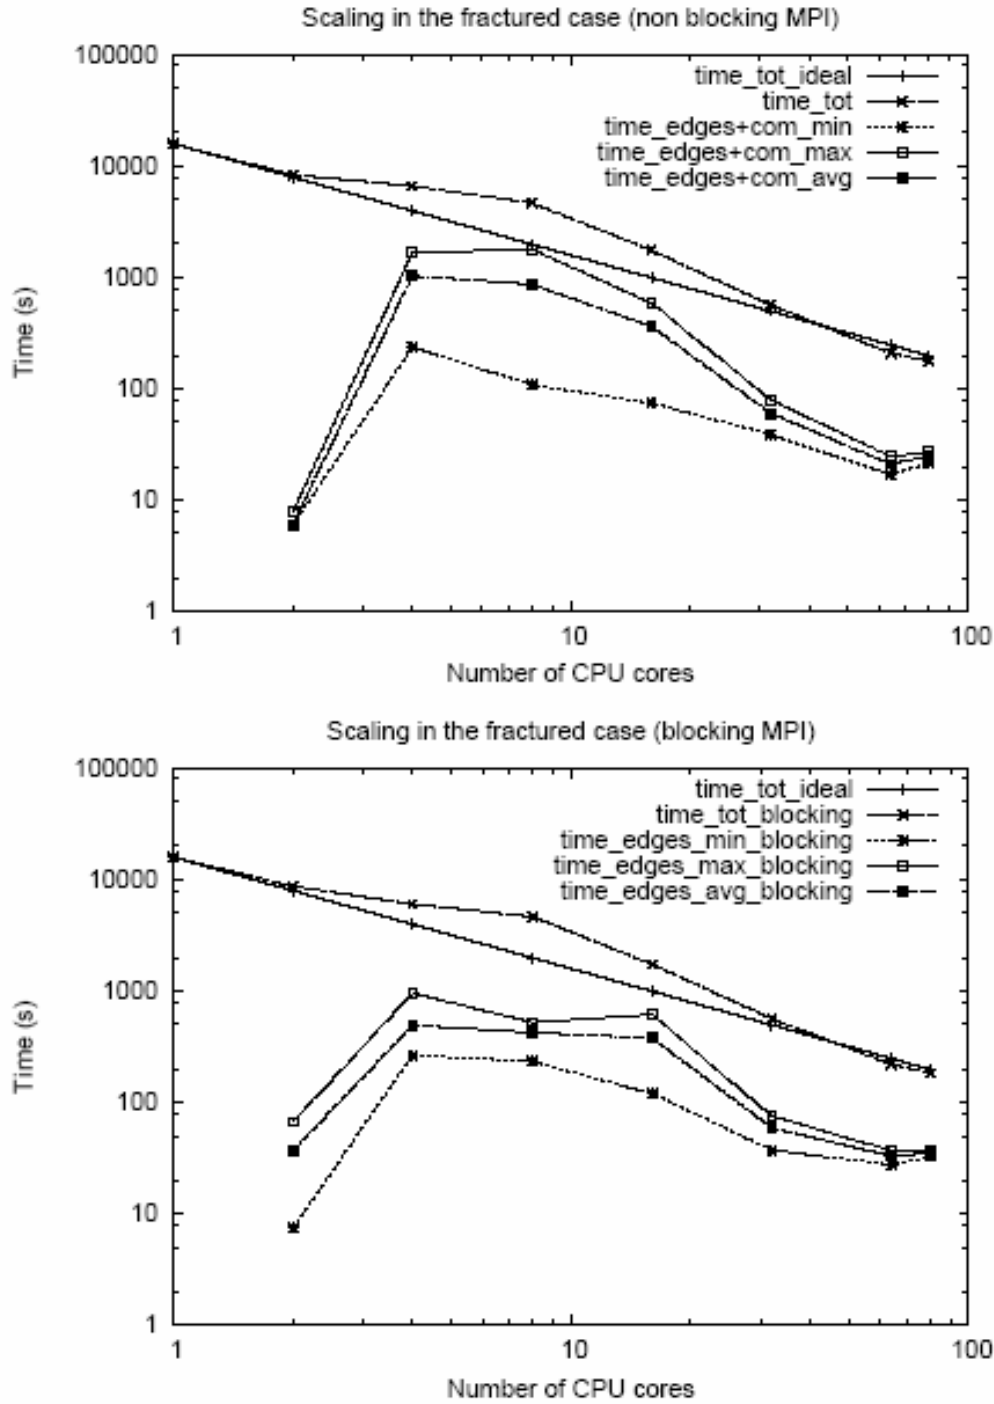 Scaling in the fractured case (non blocking MPI)
100000
10000
1000
100
10
1
Time (s)
time_tot_ideal
time_tot
time_edges+com_min
time_edges+com_max
time_edges+com_avg
1
10
100
Number of CPU cores
Scaling in the fractured case (blocking MPI)
100000
10000
1000
100
10
1
Time (s)
time_tot_ideal
time_tot_blocking
time_edges_min_blocking
time_edges_max_blocking
time_edges_avg_blocking
1
10
100
Number of CPU cores